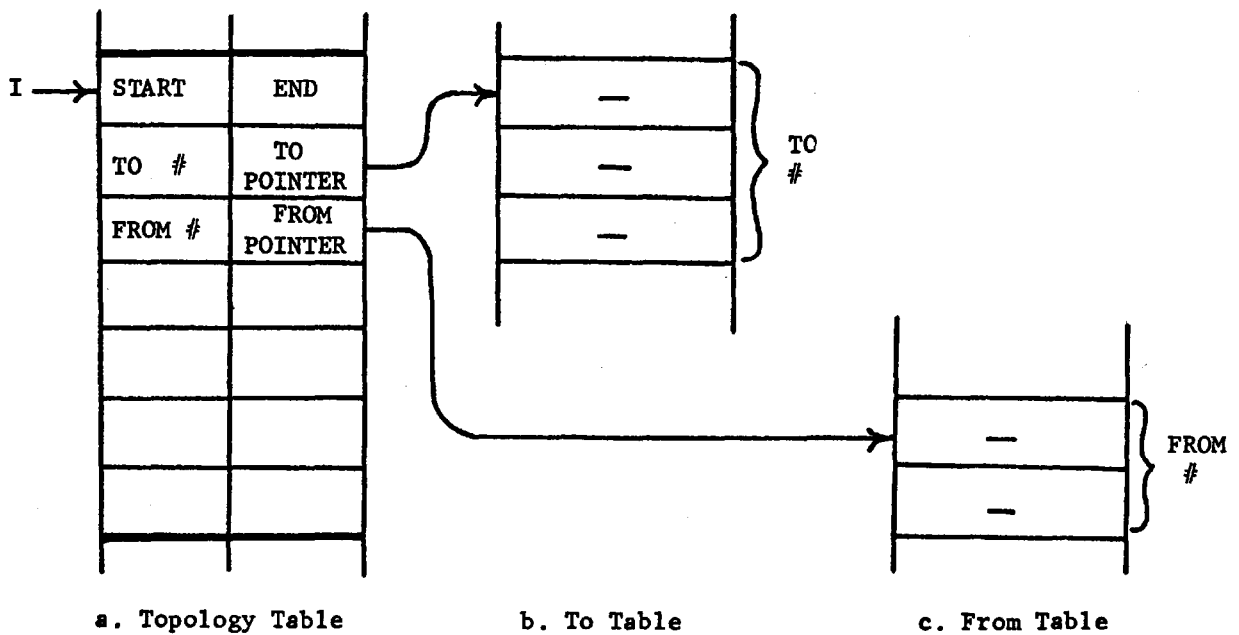 I START END
TO # TO POINTER
FROM # FROM POINTER
—
—
—
TO #
—
—
FROM #
a. Topology Table
b. To Table
c. From Table